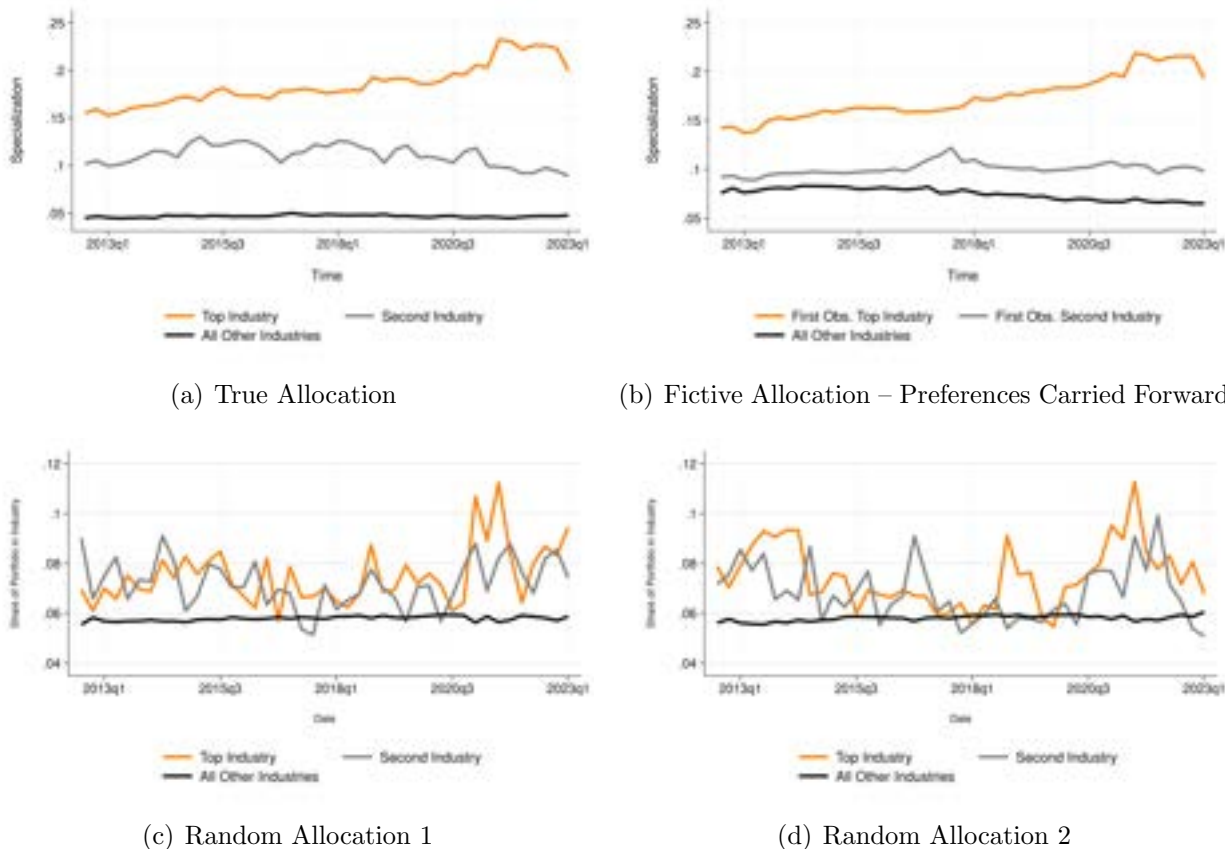 .25
.2
.15
.1
.05
Specialization
2013q1 2015q3 2018q1 2020q3 2023q1
Time
Top Industry Second Industry
All Other Industries
(a) True Allocation
.25
.2
.15
.1
.05
Specialization
2013q1 2015q3 2018q1 2020q3 2023q1
Time
First Obs. Top Industry First Obs. Second Industry
All Other Industries
(b) Fictive Allocation – Preferences Carried Forward
.12
.1
.08
.06
.04
Share of Portfolio in Industry
2013q1 2015q3 2018q1 2020q3 2023q1
Date
Top Industry Second Industry
All Other Industries
(c) Random Allocation 1
.12
.1
.08
.06
.04
Share of Portfolio in Industry
2013q1 2015q3 2018q1 2020q3 2023q1
Date
Top Industry Second Industry
All Other Industries
(d) Random Allocation 2